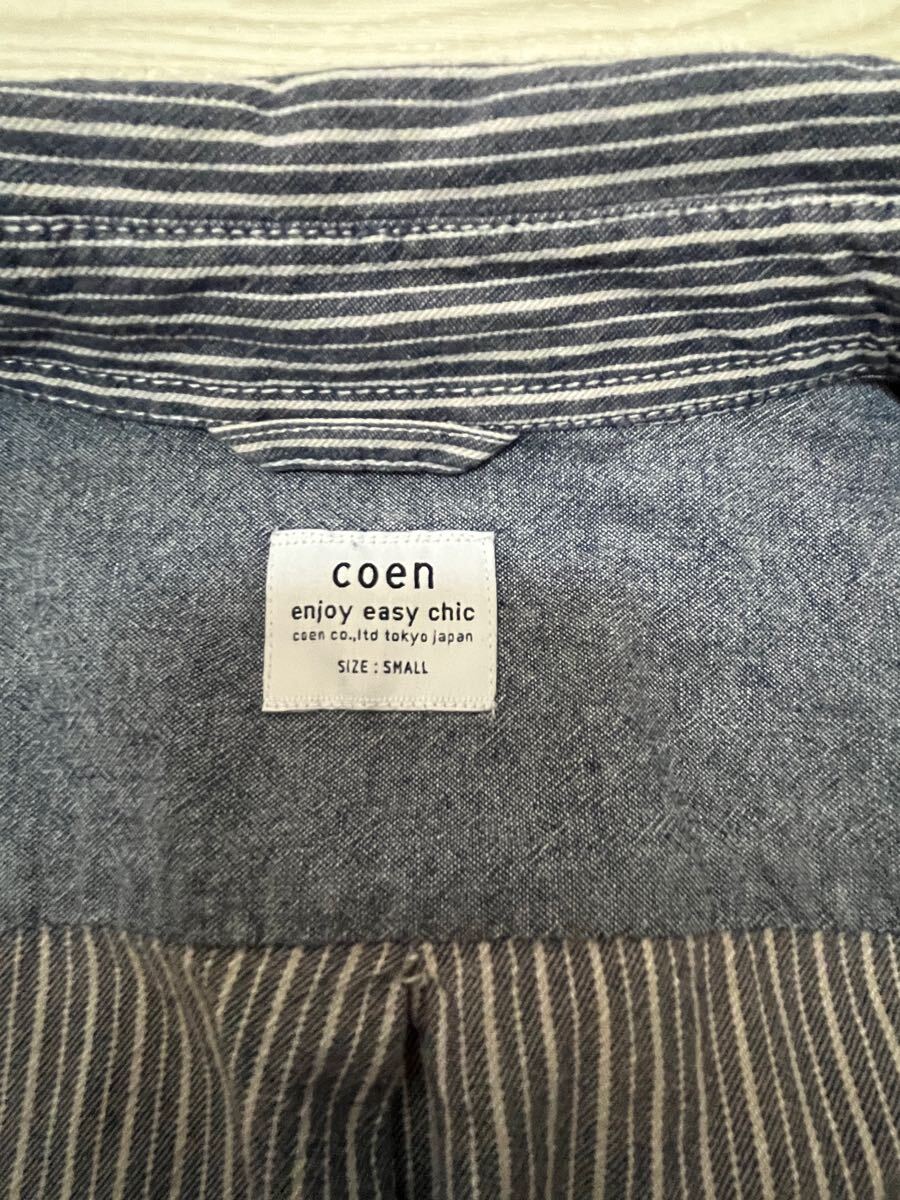 coen
enjoy easy chic
coen co.,ltd tokyo japan
SIZE : SMALL